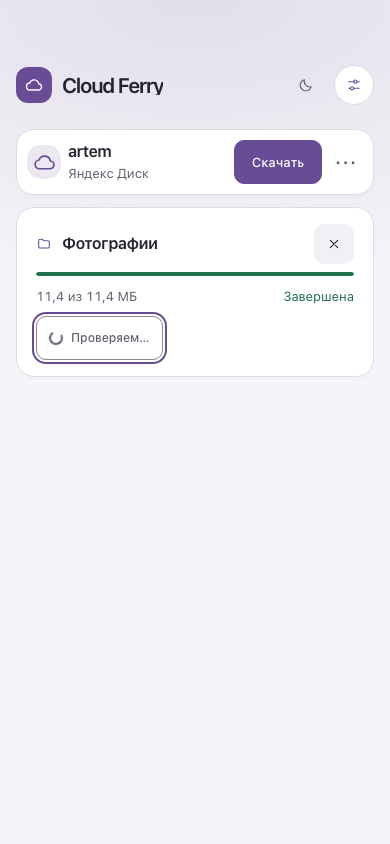 Cloud Ferry
artem
Яндекс Диск
Скачать
Фотографии
11,4 из 11,4 МБ
Завершена
Проверяем...